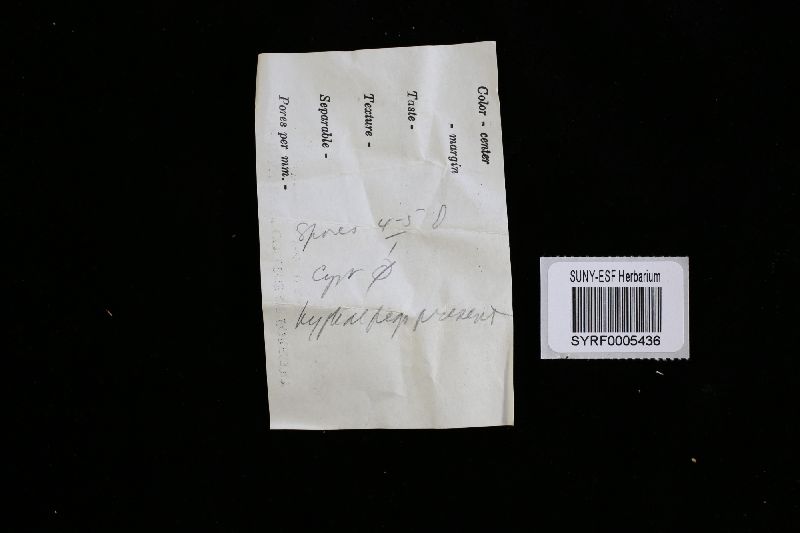 Color - center
- margin
Taste -
Texture -
Separable -
Pores per mm. -
Spores 4-5
1
Cyst Ø
hyphal pegs present
SUNY-ESF Herbarium
SYRF0005436